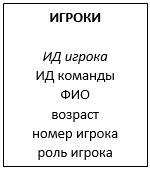 ИГРОКИ
ИД игрока
ИД команды
ФИО
возраст
номер игрока
роль игрока